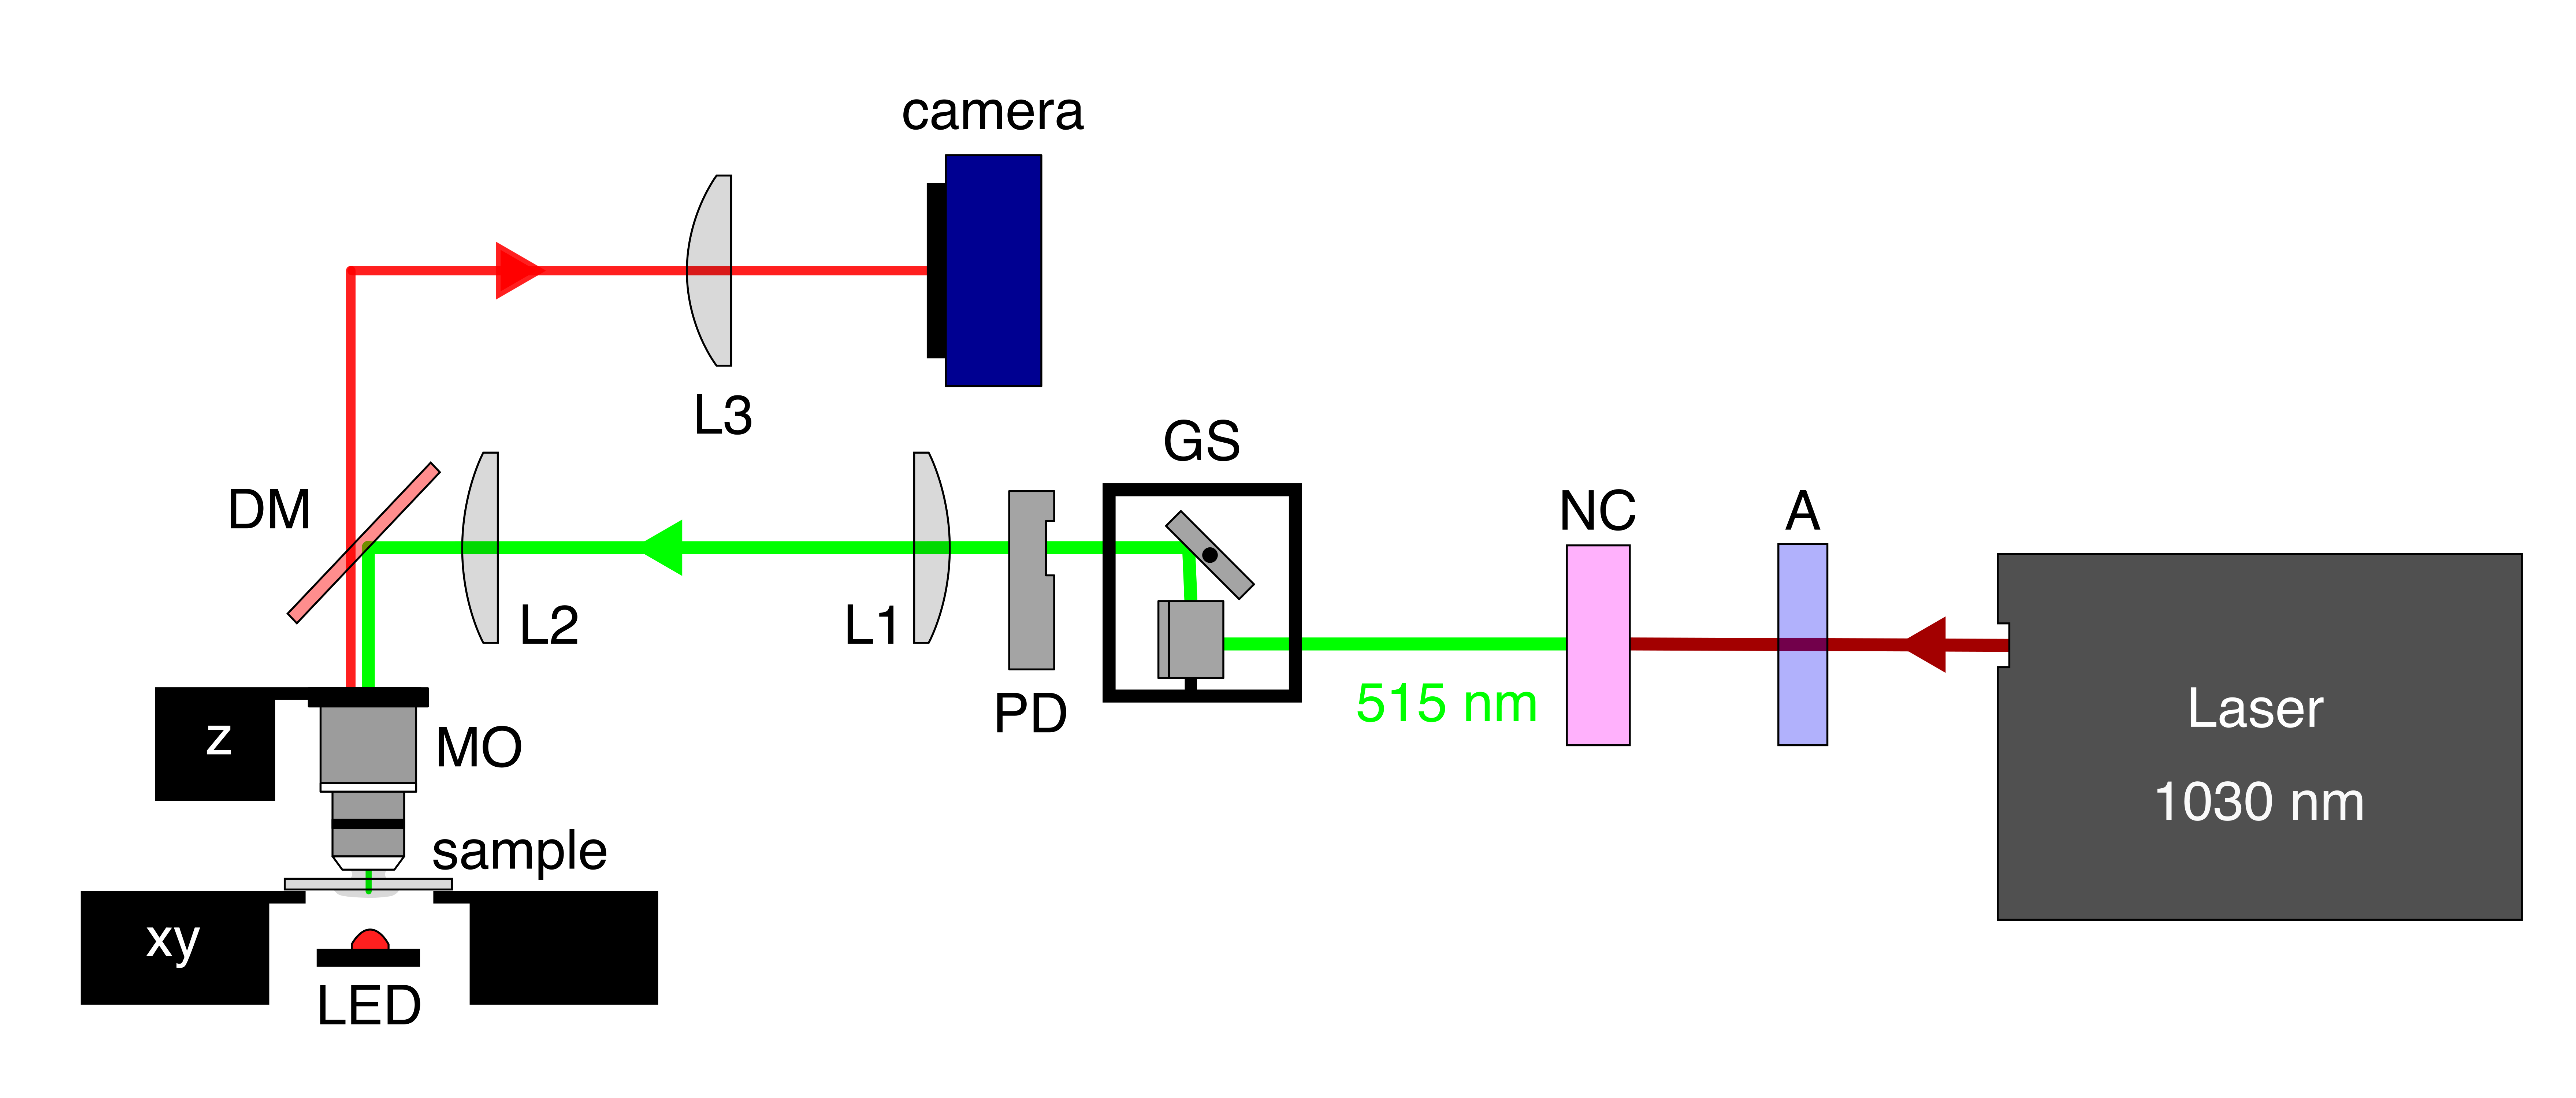 camera
L3
GS
DM
NC
A
L2
L1
515 nm
Laser
1030 nm
PD
z
MO
sample
xy
LED